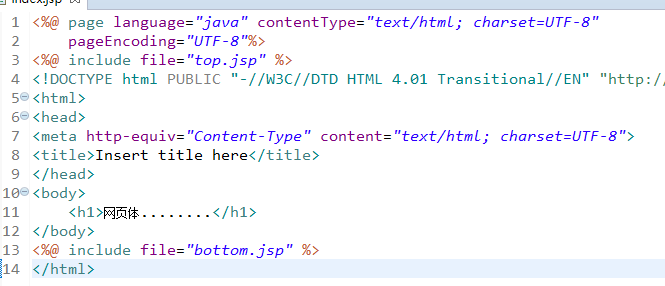 index.jsp
1 <%@ page language="java" contentType="text/html; charset=UTF-8"
2 pageEncoding="UTF-8"%>
3 <%@ include file="top.jsp" %>
4 <!DOCTYPE html PUBLIC "-//W3C//DTD HTML 4.01 Transitional//EN" "http://
5 <html>
6 <head>
7 <meta http-equiv="Content-Type" content="text/html; charset=UTF-8">
8 <title>Insert title here</title>
9 </head>
10 <body>
11 <h1>网页体........</h1>
12 </body>
13 <%@ include file="bottom.jsp" %>
14 </html>